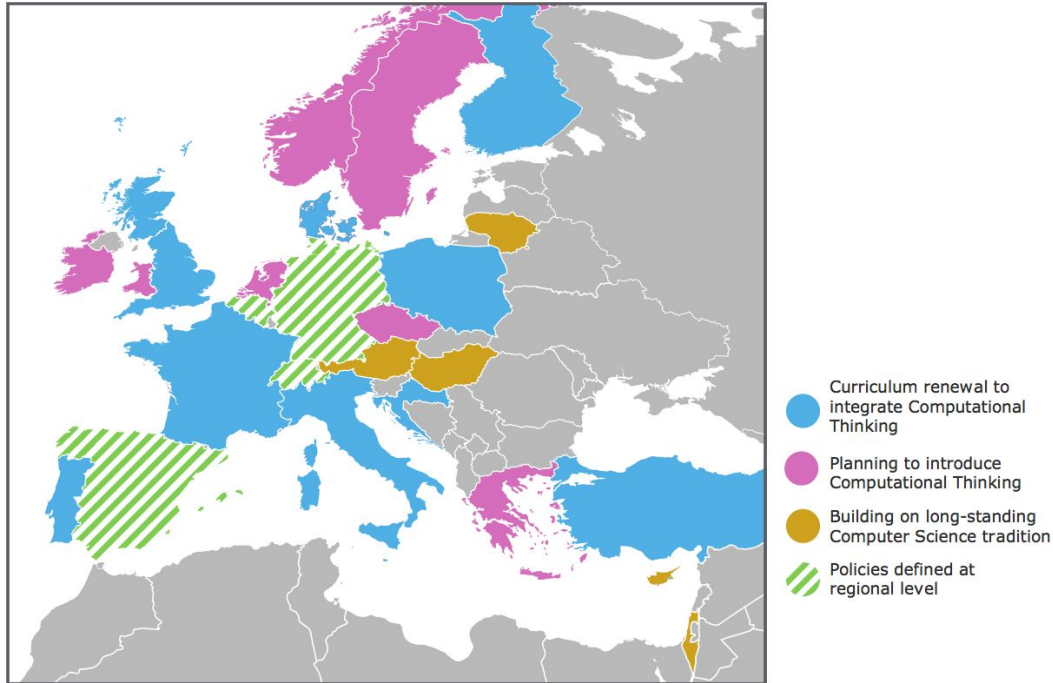 Curriculum renewal to
integrate Computational
Thinking
Planning to introduce
Computational Thinking
Building on long-standing
Computer Science tradition
Policies defined at
regional level